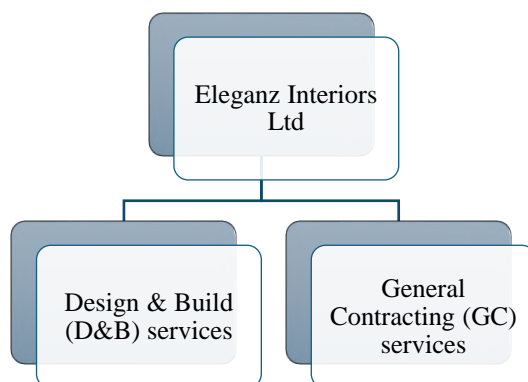 Eleganz Interiors
Ltd
Design & Build
(D&B) services
General
Contracting (GC)
services